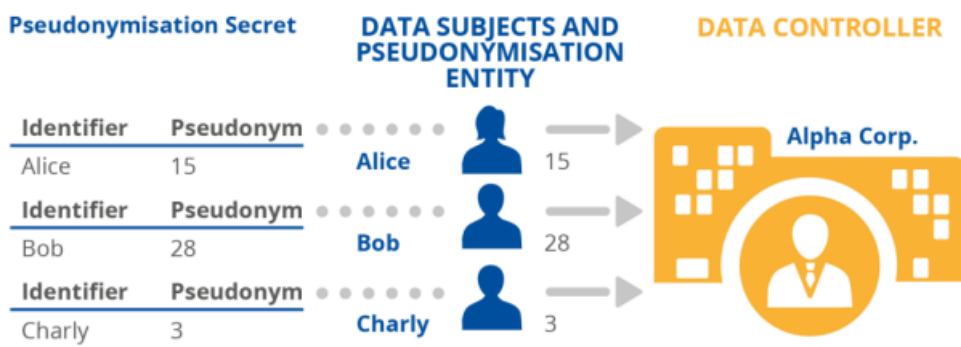 Pseudonymisation Secret
DATA SUBJECTS AND
PSEUDONYMISATION
ENTITY
DATA CONTROLLER
Identifier Pseudonym
Alice 15
Alice
15
Identifier Pseudonym
Bob 28
Bob
28
Identifier Pseudonym
Charly 3
Charly
3
Alpha Corp.